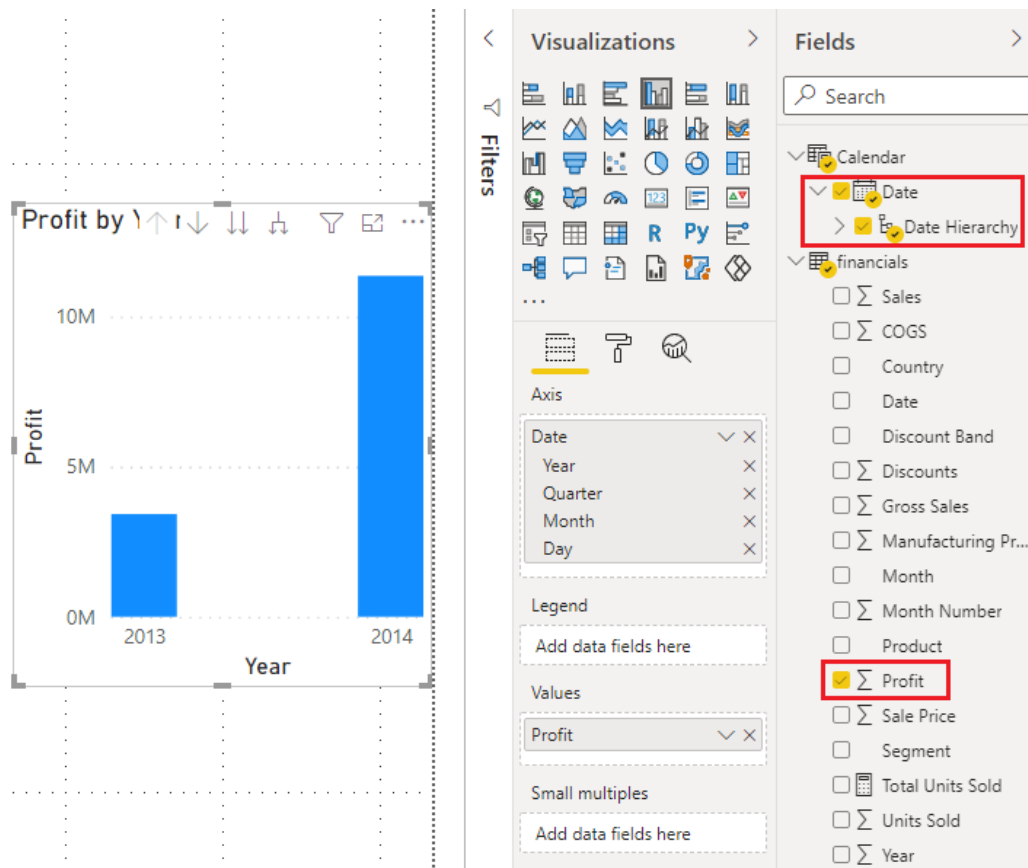 Profit by
10M
5M
0M
Profit
2013
2014
Year
Filters
Visualizations
123
R
Py
...
Axis
Date
Year
Quarter
Month
Day
Legend
Add data fields here
Values
Profit
Small multiples
Add data fields here
Fields
Search
Calendar
Date
Date Hierarchy
financials
Sales
COGS
Country
Date
Discount Band
Discounts
Gross Sales
Manufacturing Pr...
Month
Month Number
Product
Profit
Sale Price
Segment
Total Units Sold
Units Sold
Year